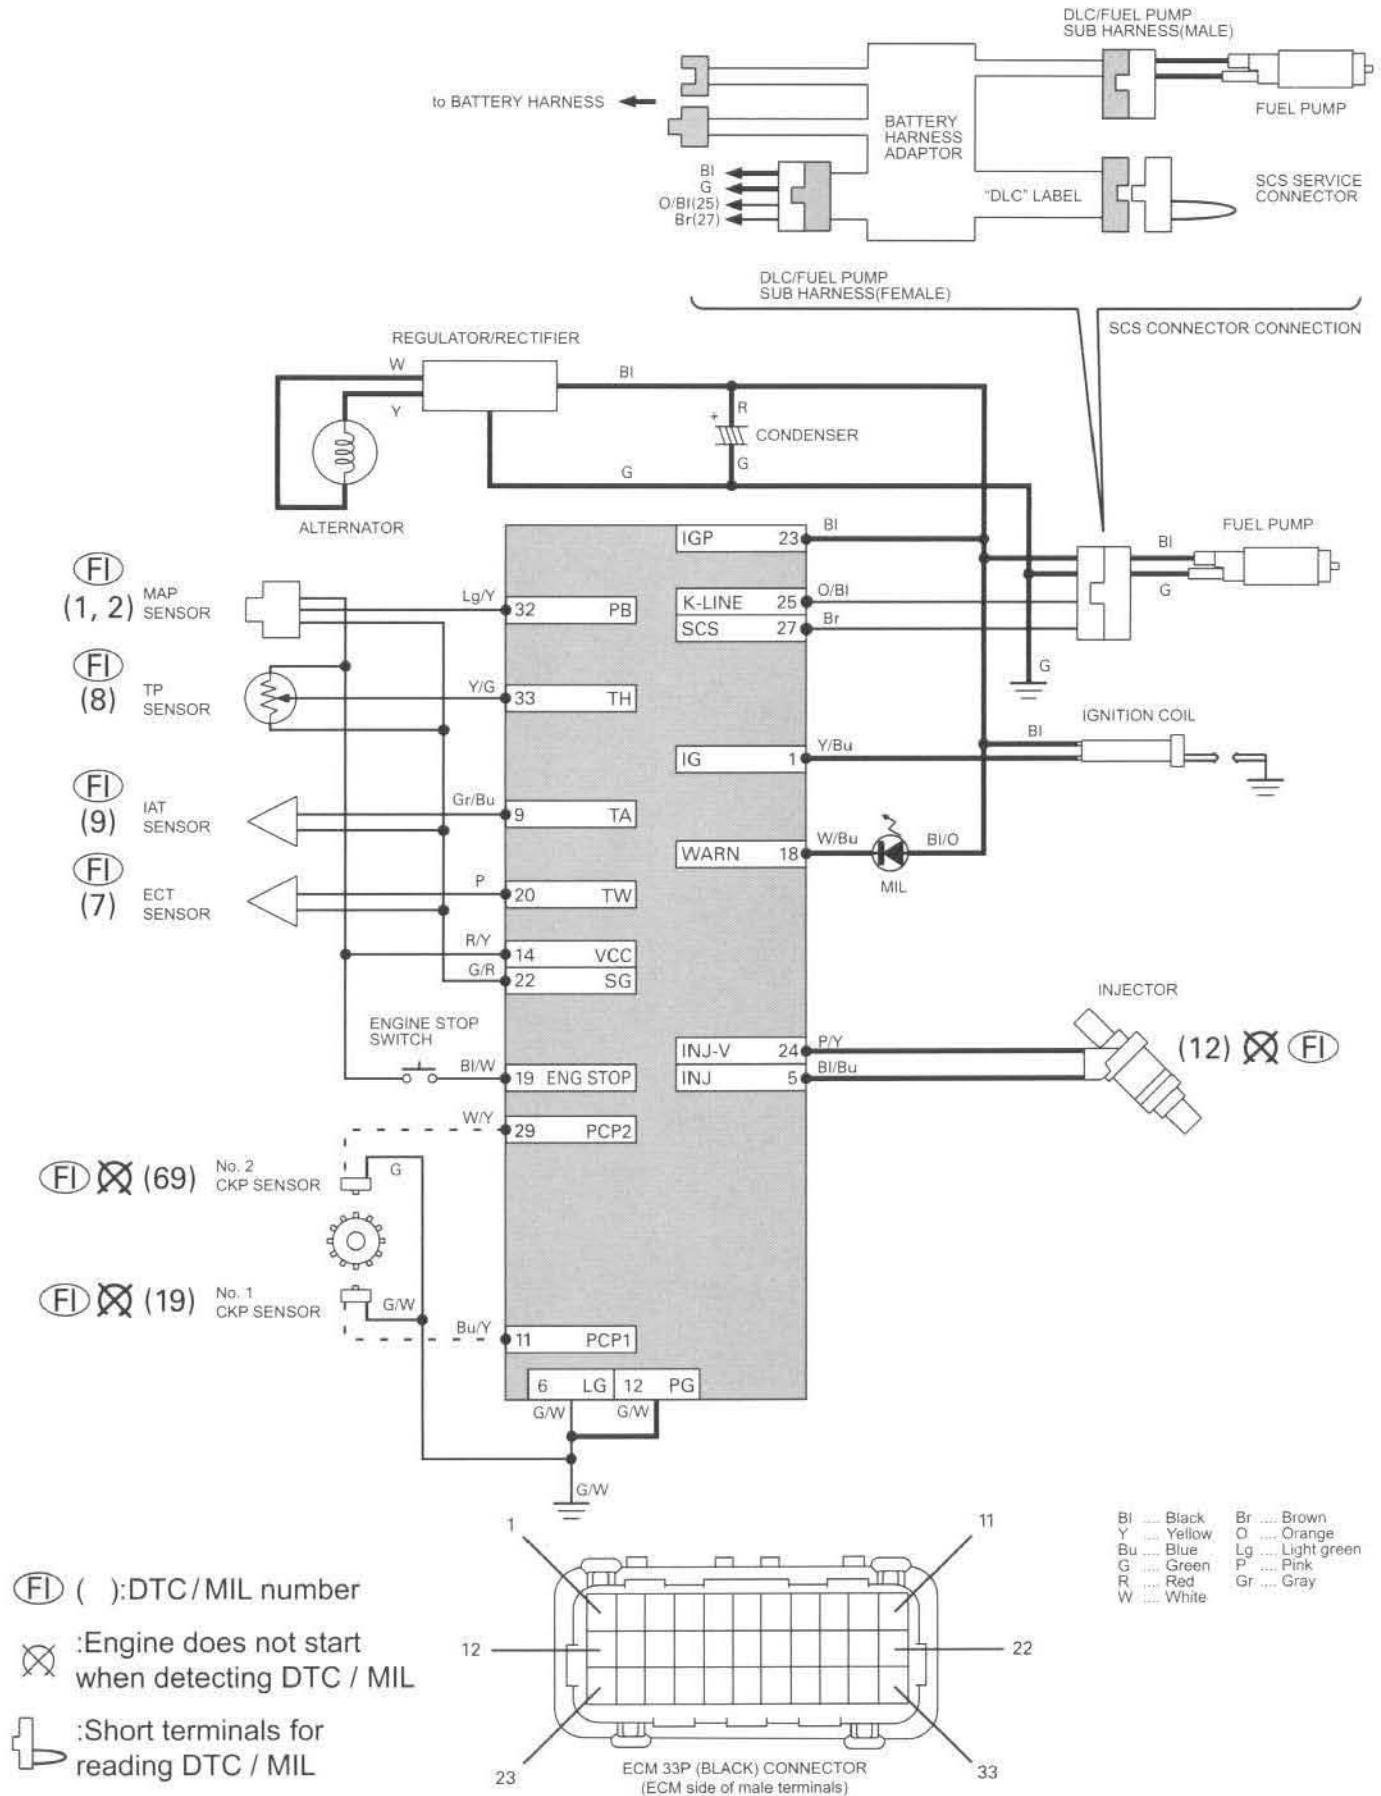 DLC/FUEL PUMP
SUB HARNESS(MALE)
to BATTERY HARNESS
BATTERY
HARNESS
ADAPTOR
FUEL PUMP
Bl
G
O/Bl(25)
Br(27)
"DLC" LABEL
SCS SERVICE
CONNECTOR
DLC/FUEL PUMP
SUB HARNESS(FEMALE)
SCS CONNECTOR CONNECTION
REGULATOR/RECTIFIER
W
Bl
Y
R
+
CONDENSER
G
G
ALTERNATOR
IGP 23
Bl
FUEL PUMP
Bl
G
FI
(1, 2)
MAP
SENSOR
Lg/Y
32 PB
K-LINE 25
O/Bl
SCS 27
Br
G
FI
(8)
TP
SENSOR
Y/G
33 TH
IGNITION COIL
Bl
IG 1
Y/Bu
FI
(9)
IAT
SENSOR
Gr/Bu
9 TA
WARN 18
W/Bu
Bl/O
MIL
FI
(7)
ECT
SENSOR
P
20 TW
R/Y
14 VCC
G/R
22 SG
INJECTOR
ENGINE STOP
SWITCH
Bl/W
19 ENG STOP
INJ-V 24
P/Y
INJ 5
Bl/Bu
(12) FI
W/Y
29 PCP2
FI (69)
No. 2
CKP SENSOR
G
FI (19)
No. 1
CKP SENSOR
G/W
Bu/Y
11 PCP1
6 LG 12 PG
G/W G/W
G/W
Bl .... Black Br .... Brown
Y .... Yellow O .... Orange
Bu .... Blue Lg .... Light green
G .... Green P .... Pink
R .... Red Gr .... Gray
W .... White
1
11
12
22
23
33
ECM 33P (BLACK) CONNECTOR
(ECM side of male terminals)
FI ( ):DTC/MIL number
:Engine does not start
when detecting DTC / MIL
:Short terminals for
reading DTC / MIL